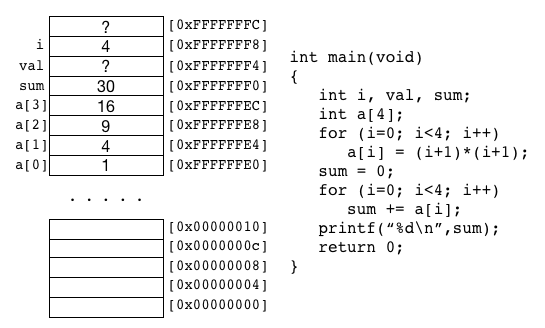 ? [0xFFFFFFFC]
i 4 [0xFFFFFFF8]
val ? [0xFFFFFFF4]
sum 30 [0xFFFFFFF0]
a[3] 16 [0xFFFFFFEC]
a[2] 9 [0xFFFFFFE8]
a[1] 4 [0xFFFFFFE4]
a[0] 1 [0xFFFFFFE0]
. . . . .
[0x00000010]
[0x0000000c]
[0x00000008]
[0x00000004]
[0x00000000]
int main(void)
{
int i, val, sum;
int a[4];
for (i=0; i<4; i++)
a[i] = (i+1)*(i+1);
sum = 0;
for (i=0; i<4; i++)
sum += a[i];
printf(“%d\n”,sum);
return 0;
}